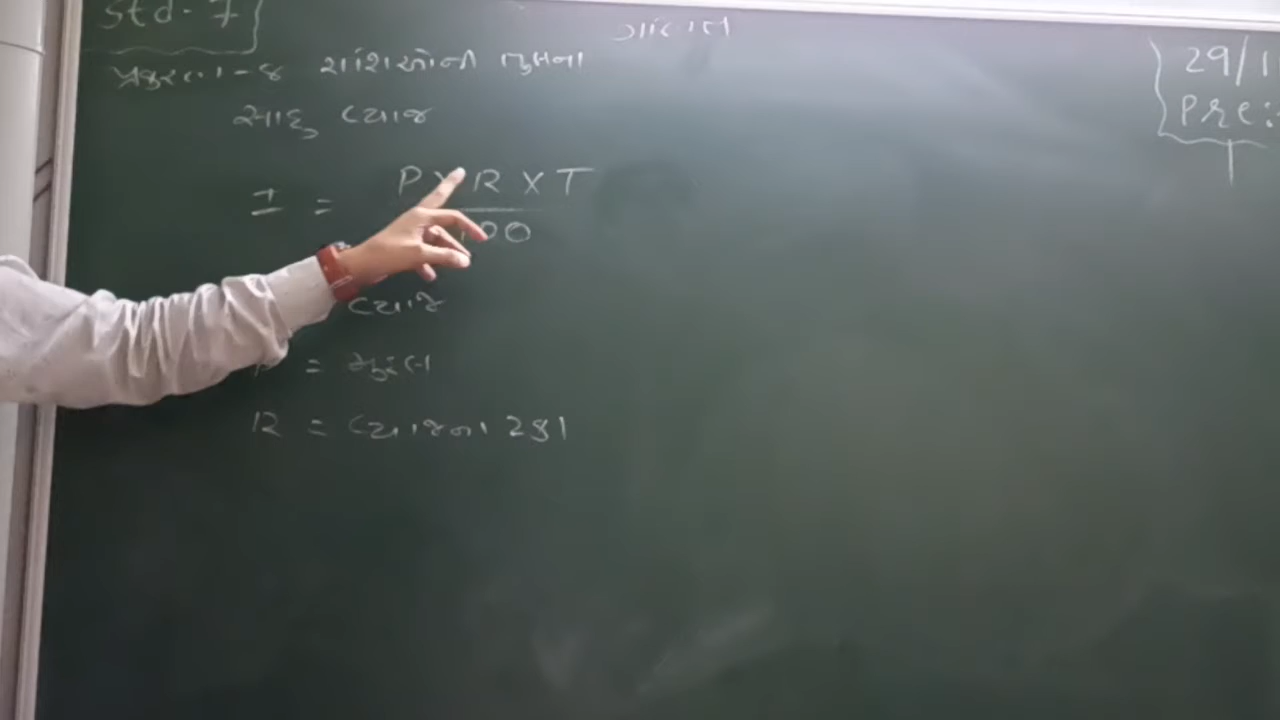 Std - 7
ગણિત
29/1
Pre:
પ્રકરણ - 8 રાશિઓની તુલના
સાદુ વ્યાજ
I = P X R X T
100
વ્યાજ
= મુદ્દલ
R = વ્યાજનો દર